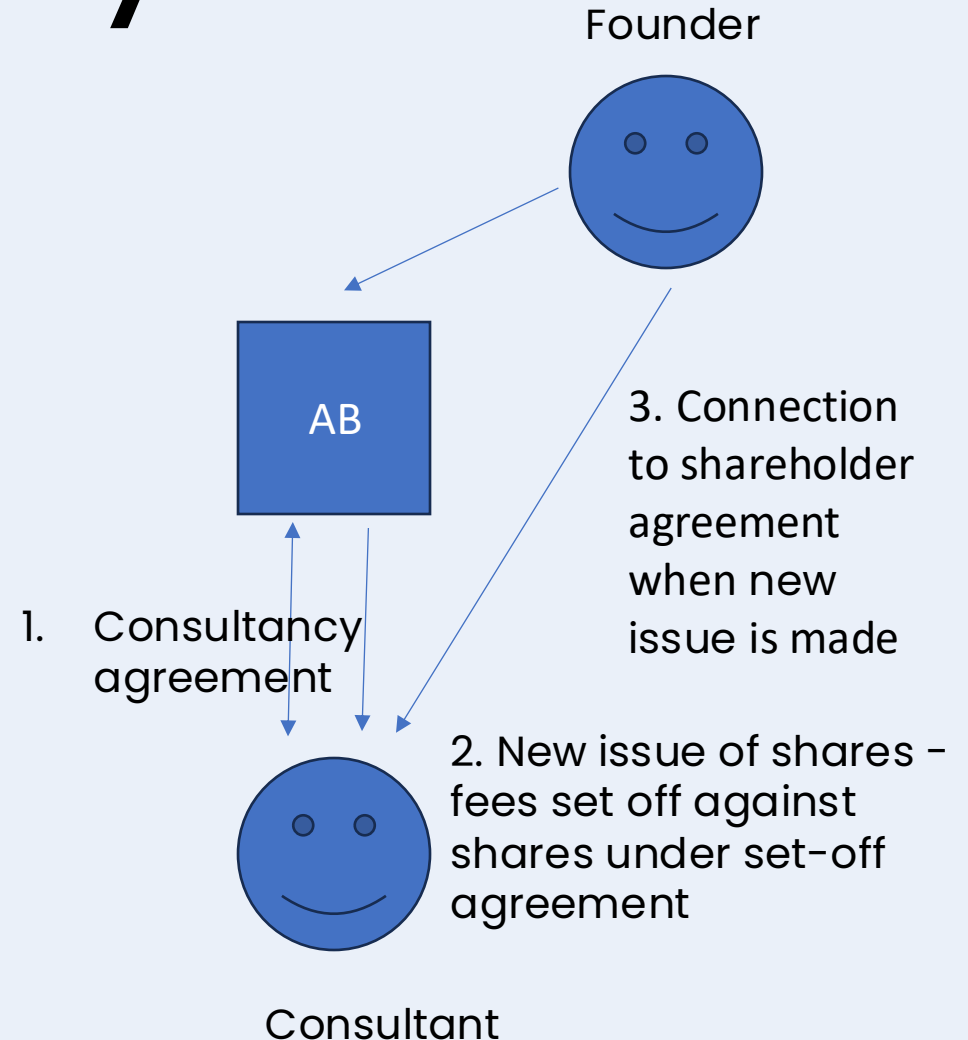 Founder
AB
3. Connection
to shareholder
agreement
when new
issue is made
1. Consultancy
agreement
2. New issue of shares -
fees set off against
shares under set-off
agreement
Consultant